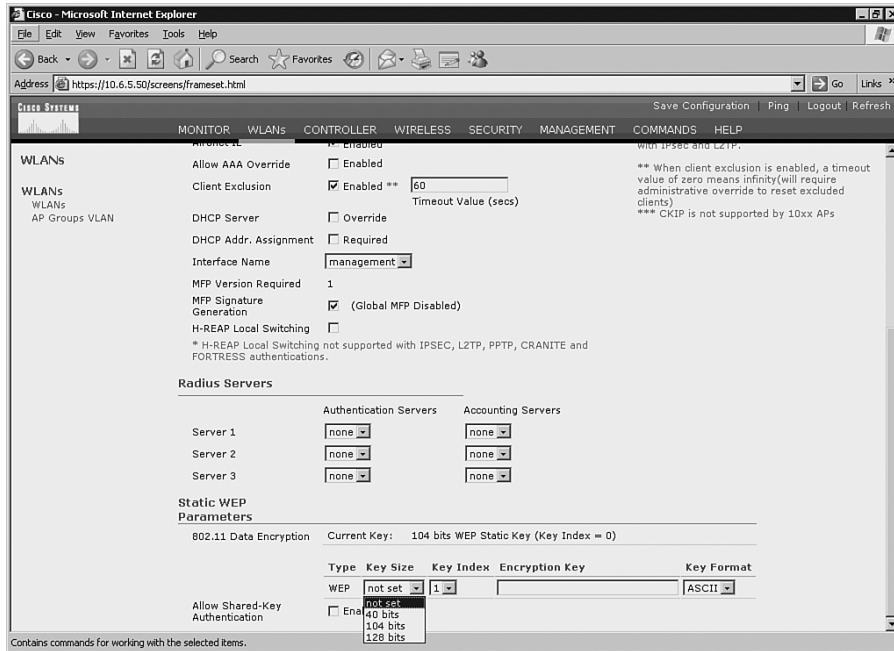 Cisco - Microsoft Internet Explorer
File Edit View Favorites Tools Help
Back Search Favorites
Address https://10.6.5.50/screens/frameset.html Go Links
CISCO SYSTEMS
Save Configuration | Ping | Logout | Refresh
MONITOR WLANs CONTROLLER WIRELESS SECURITY MANAGEMENT COMMANDS HELP
WLANs
WLANs
WLANs
AP Groups VLAN
Aironet IE Enabled
Allow AAA Override Enabled
Client Exclusion Enabled ** 60
Timeout Value (secs)
DHCP Server Override
DHCP Addr. Assignment Required
Interface Name management
MFP Version Required 1
MFP Signature
Generation (Global MFP Disabled)
H-REAP Local Switching
* H-REAP Local Switching not supported with IPSEC, L2TP, PPTP, CRANITE and
FORTRESS authentications.
with IPsec and L2TP.
** When client exclusion is enabled, a timeout
value of zero means infinity(will require
administrative override to reset excluded
clients)
*** CKIP is not supported by 10xx APs
Radius Servers
Authentication Servers Accounting Servers
Server 1 none none
Server 2 none none
Server 3 none none
Static WEP
Parameters
802.11 Data Encryption Current Key: 104 bits WEP Static Key (Key Index = 0)
Type Key Size Key Index Encryption Key Key Format
WEP not set 1 ASCII
not set
40 bits
104 bits
128 bits
Allow Shared-Key
Authentication Ena
Contains commands for working with the selected items.